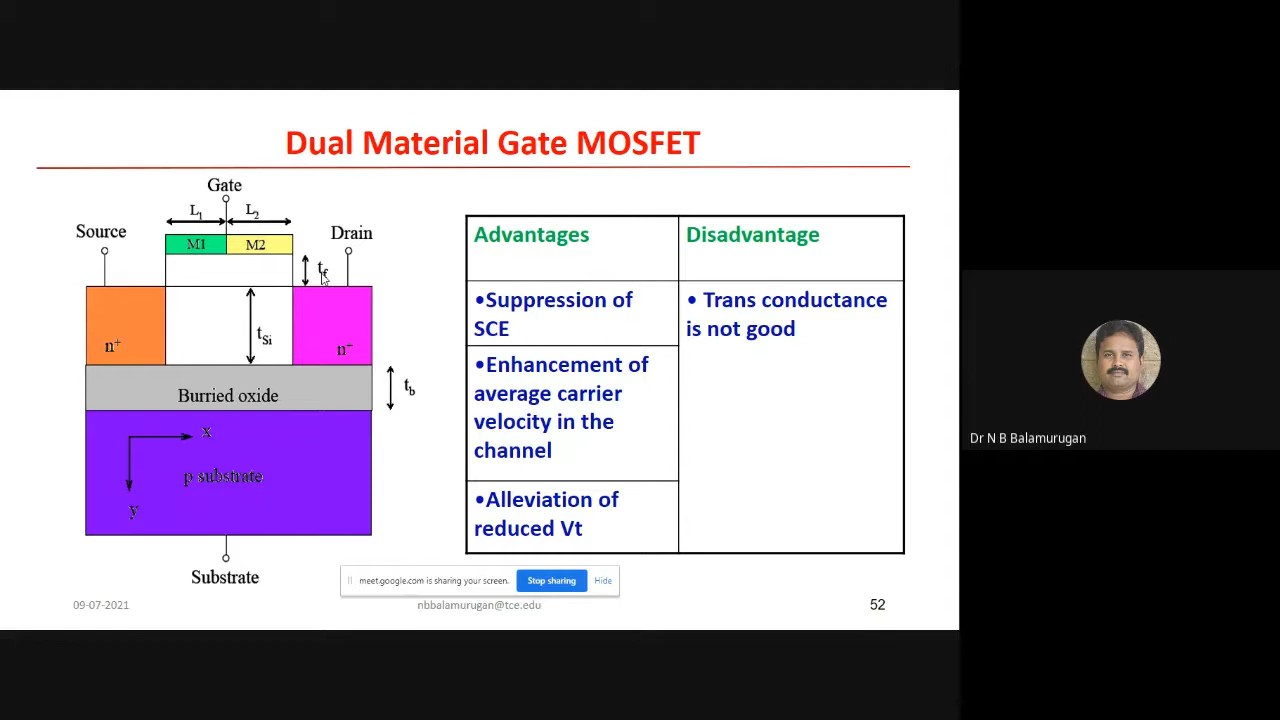 Dual Material Gate MOSFET
Gate
L1
L2
Source
Drain
M1
M2
tf
tSi
n+
n+
tb
Burried oxide
x
p substrate
y
Substrate
Advantages
Disadvantage
•Suppression of
SCE
• Trans conductance
is not good
•Enhancement of
average carrier
velocity in the
channel
•Alleviation of
reduced Vt
meet.google.com is sharing your screen.
Stop sharing
Hide
09-07-2021
nbbalamurugan@tce.edu
52
Dr N B Balamurugan